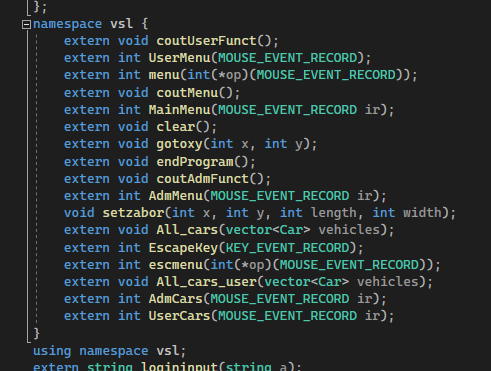 };
namespace vsl {
extern void coutUserFunct();
extern int UserMenu(MOUSE_EVENT_RECORD);
extern int menu(int(*op)(MOUSE_EVENT_RECORD));
extern void coutMenu();
extern int MainMenu(MOUSE_EVENT_RECORD ir);
extern void clear();
extern void gotoxy(int x, int y);
extern void endProgram();
extern void coutAdmFunct();
extern int AdmMenu(MOUSE_EVENT_RECORD ir);
void setzabor(int x, int y, int length, int width);
extern void All_cars(vector<Car> vehicles);
extern int EscapeKey(KEY_EVENT_RECORD);
extern int escmenu(int(*op)(MOUSE_EVENT_RECORD));
extern void All_cars_user(vector<Car> vehicles);
extern int AdmCars(MOUSE_EVENT_RECORD ir);
extern int UserCars(MOUSE_EVENT_RECORD ir);
}
using namespace vsl;
extern string logininput(string a);